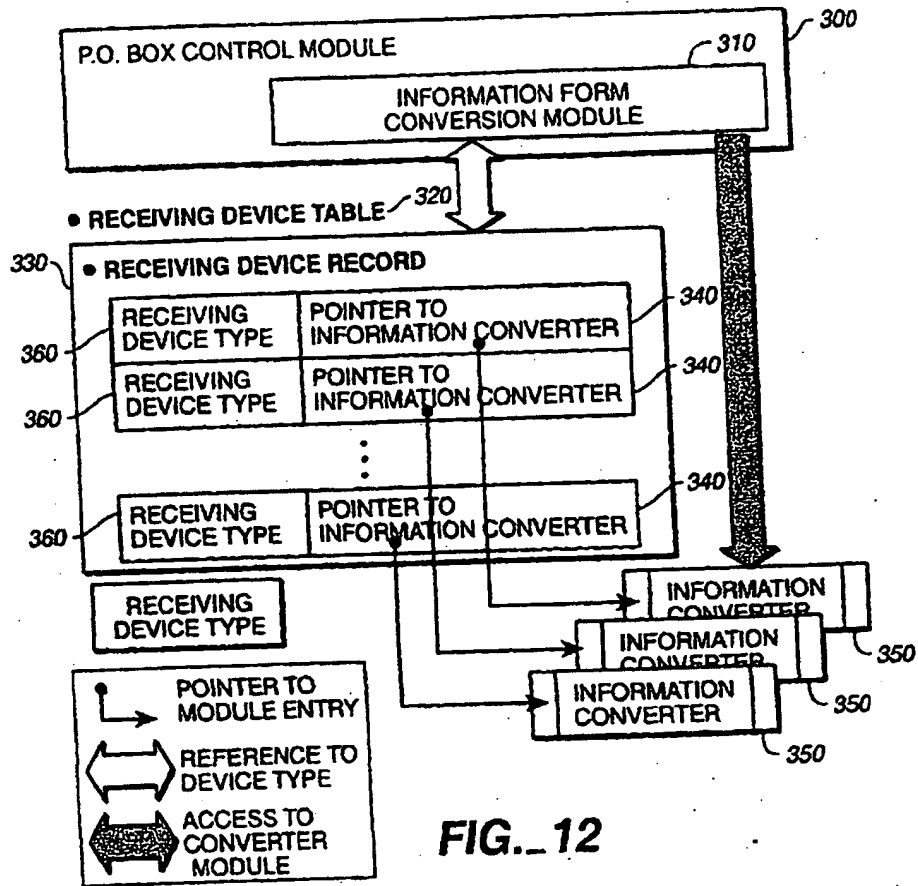 300
P.O. BOX CONTROL MODULE
310
INFORMATION FORM
CONVERSION MODULE
320
• RECEIVING DEVICE TABLE
330
• RECEIVING DEVICE RECORD
360
RECEIVING
DEVICE TYPE
POINTER TO
INFORMATION CONVERTER
340
360
RECEIVING
DEVICE TYPE
POINTER TO
INFORMATION CONVERTER
340
360
RECEIVING
DEVICE TYPE
POINTER TO
INFORMATION CONVERTER
340
RECEIVING
DEVICE TYPE
INFORMATION
CONVERTER
350
INFORMATION
CONVERTER
350
INFORMATION
CONVERTER
350
POINTER TO
MODULE ENTRY
REFERENCE TO
DEVICE TYPE
ACCESS TO
CONVERTER
MODULE
FIG._12